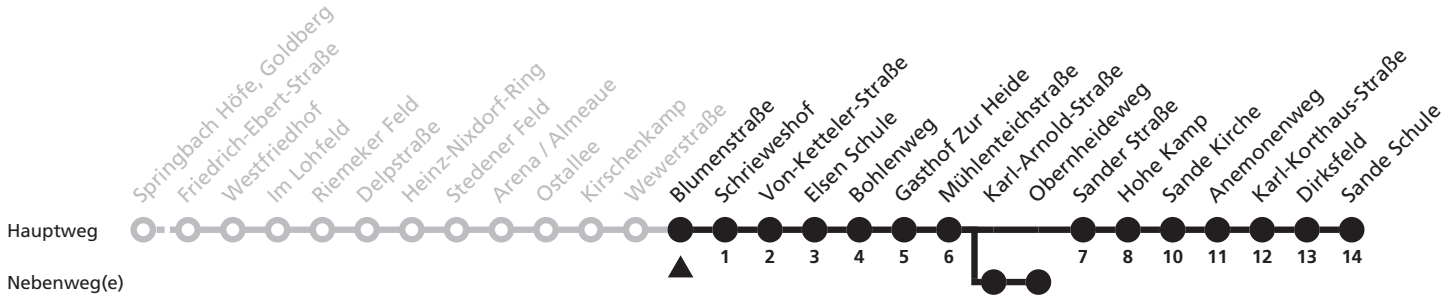 Springbach Höfe, Goldberg
Friedrich-Ebert-Straße
Westfriedhof
Im Lohfeld
Riemeker Feld
Delpstraße
Heinz-Nixdorf-Ring
Stedener Feld
Arena / Almeaue
Ostallee
Kirschenkamp
Wewerstraße
Blumenstraße
Schrieweshof
Von-Ketteler-Straße
Elsen Schule
Bohlenweg
Gasthof Zur Heide
Mühlenteichstraße
Karl-Arnold-Straße
Obernheideweg
Sander Straße
Hohe Kamp
Sande Kirche
Anemonenweg
Karl-Korthaus-Straße
Dirksfeld
Sande Schule
Hauptweg
1 2 3 4 5 6 7 8 10 11 12 13 14
Nebenweg(e)